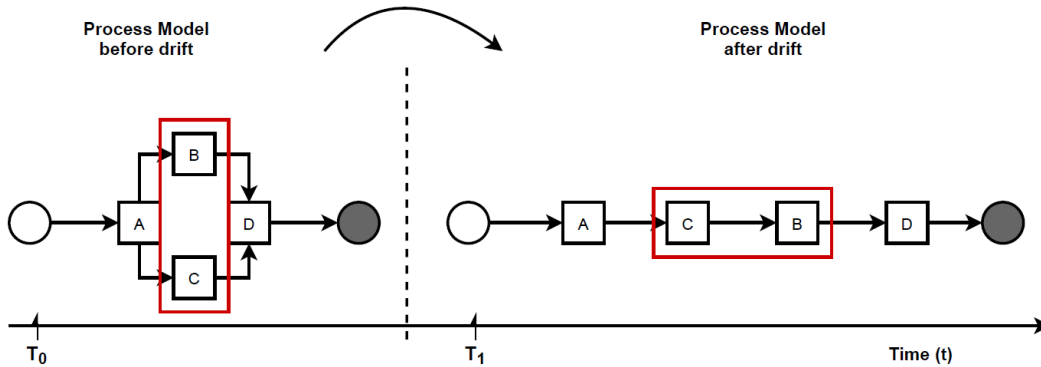 Process Model
before drift
Process Model
after drift
B
A
D
C
A
C
B
D
T0
T1
Time (t)